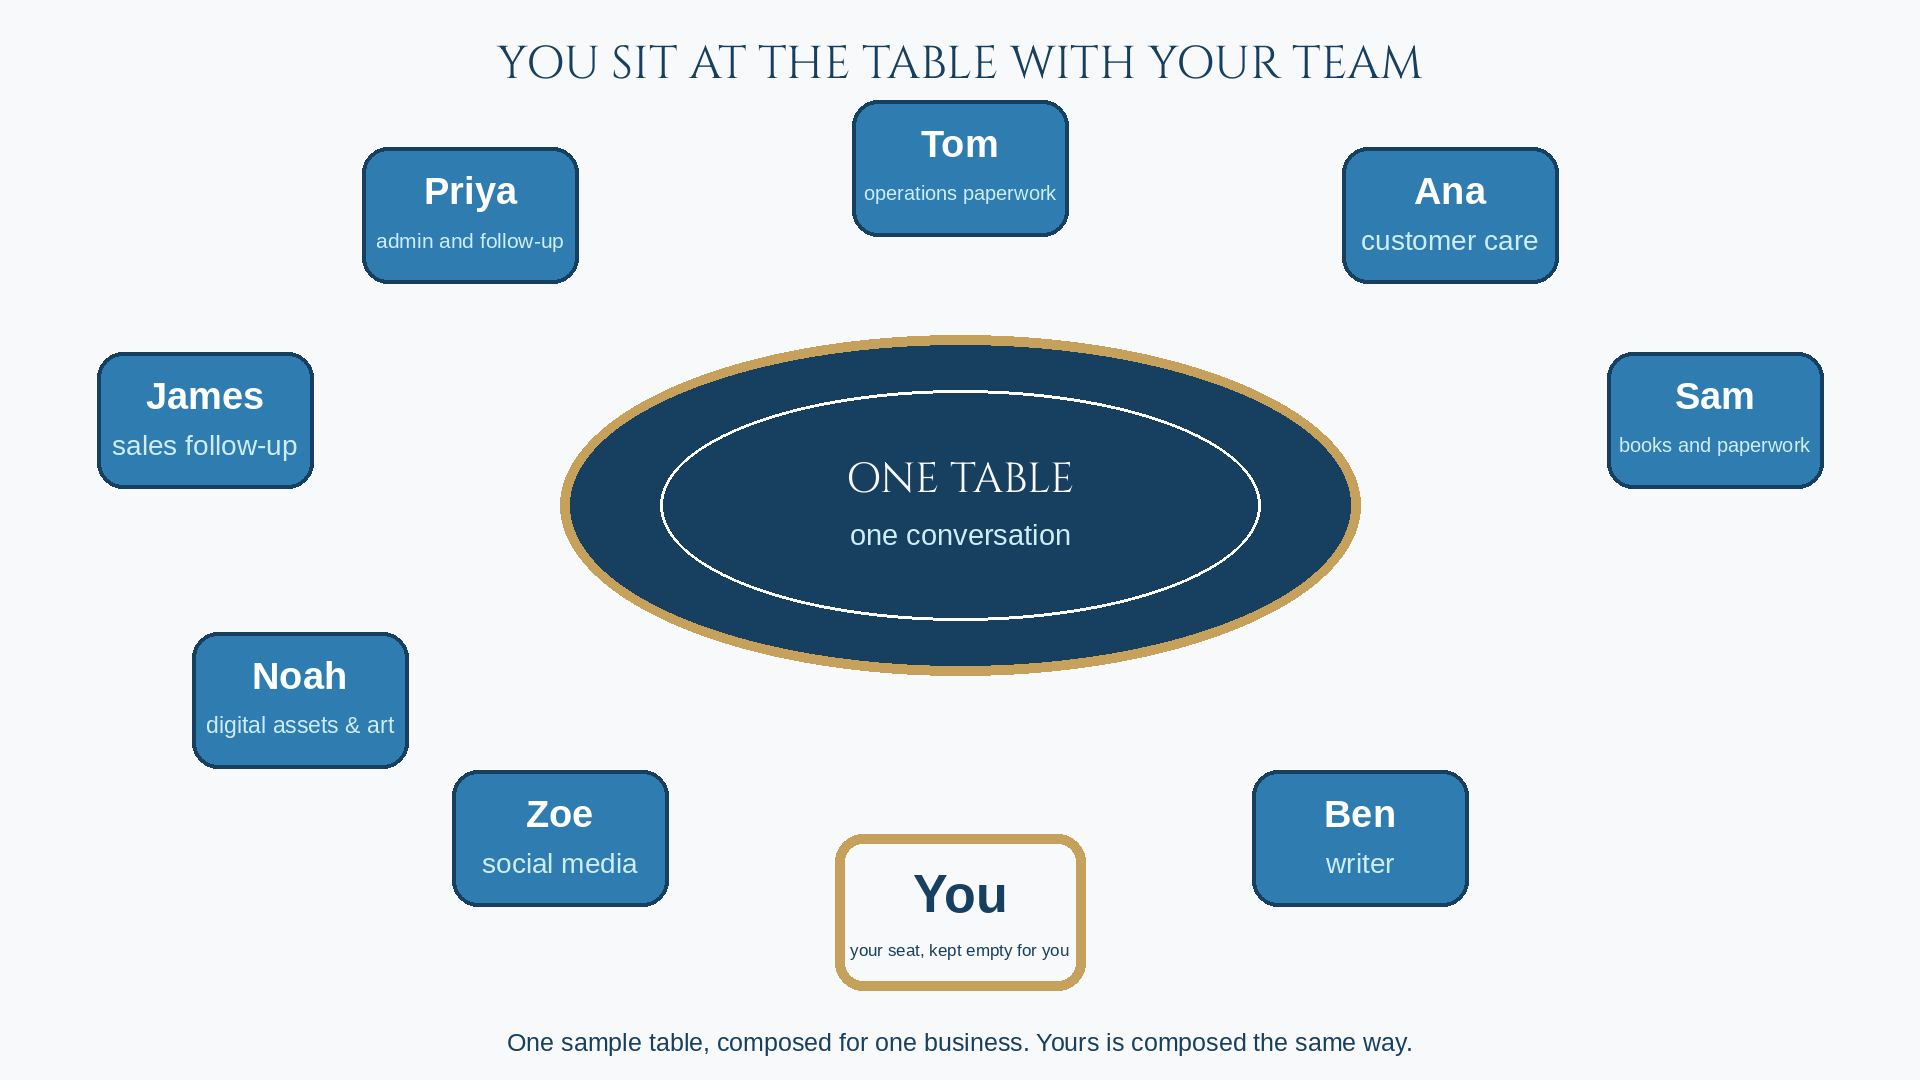 YOU SIT AT THE TABLE WITH YOUR TEAM
Tom
operations paperwork
Priya
admin and follow-up
Ana
customer care
James
sales follow-up
Sam
books and paperwork
ONE TABLE
one conversation
Noah
digital assets & art
Zoe
social media
Ben
writer
You
your seat, kept empty for you
One sample table, composed for one business. Yours is composed the same way.